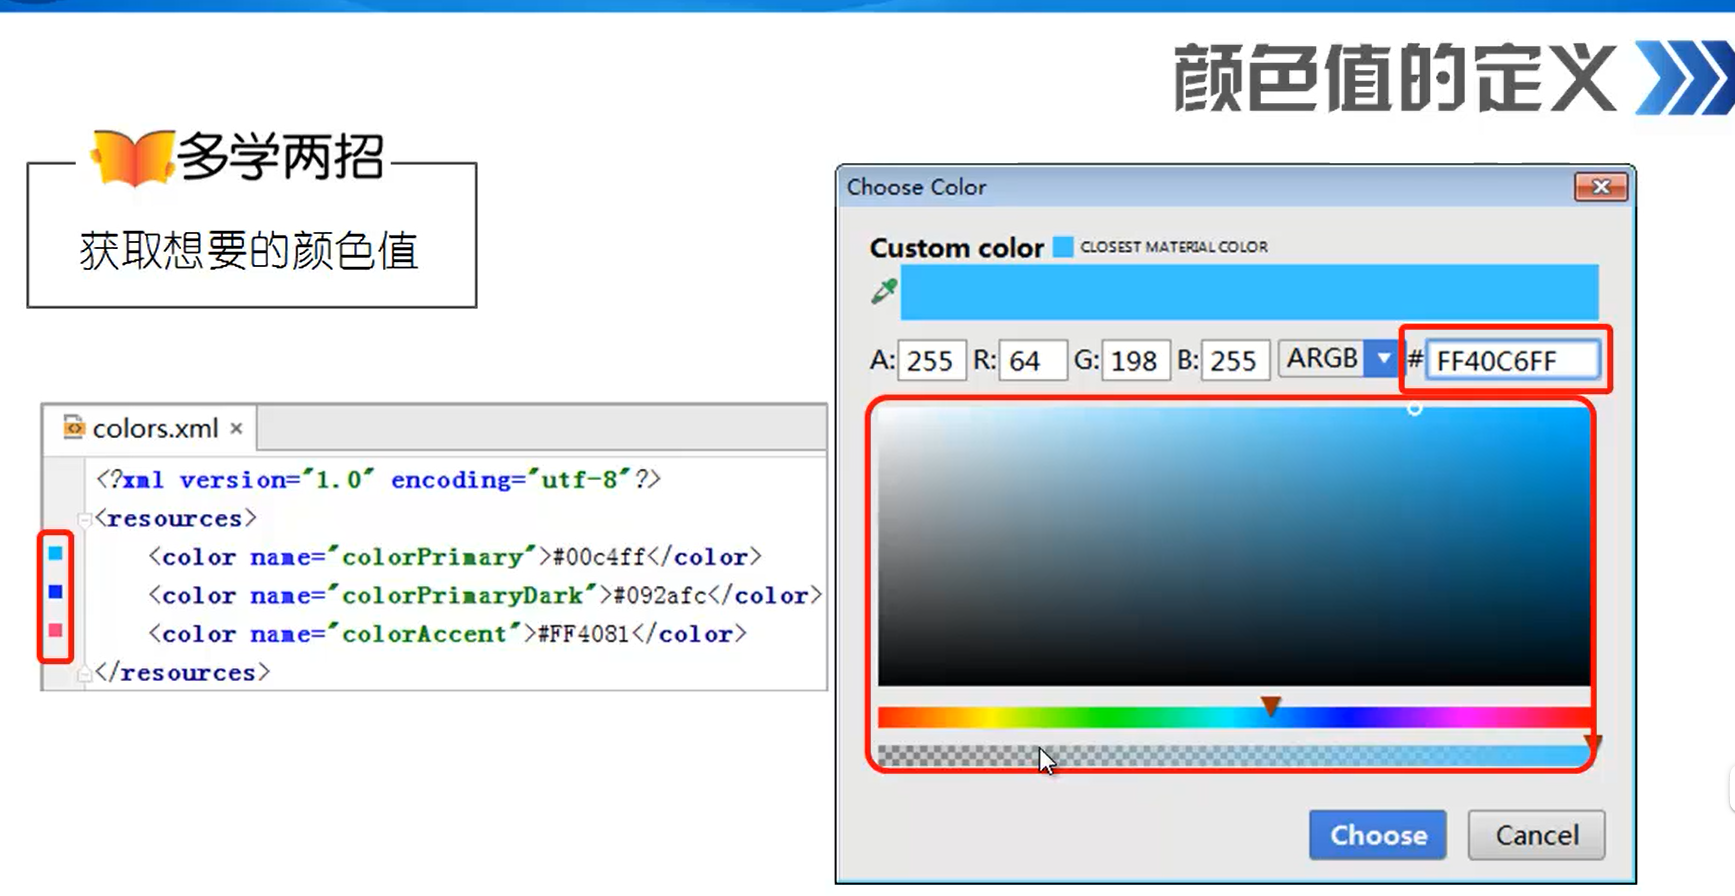 颜色值的定义
多学两招
获取想要的颜色值
colors.xml ×
<?xml version="1.0" encoding="utf-8"?>
<resources>
<color name="colorPrimary">#00c4ff</color>
<color name="colorPrimaryDark">#092afc</color>
<color name="colorAccent">#FF4081</color>
</resources>
Choose Color
Custom color CLOSEST MATERIAL COLOR
A: 255 R: 64 G: 198 B: 255 ARGB # FF40C6FF
Choose Cancel